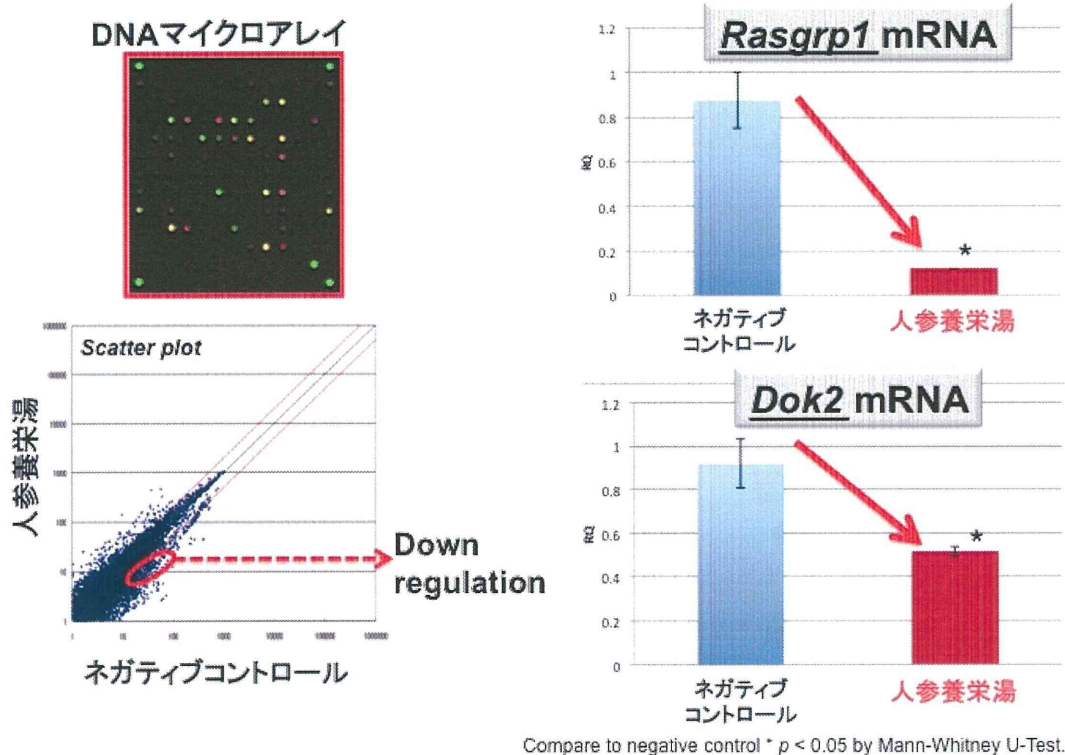 DNAマイクロアレイ
Scatter plot
人参養栄湯
ネガティブコントロール
Down
regulation
Rasgrp1 mRNA
1.2
1
0.8
0.6
0.4
0.2
0
RQ
*
ネガティブ
コントロール
人参養栄湯
Dok2 mRNA
1.2
1
0.8
0.6
0.4
0.2
0
RQ
*
ネガティブ
コントロール
人参養栄湯
Compare to negative control * p < 0.05 by Mann-Whitney U-Test.